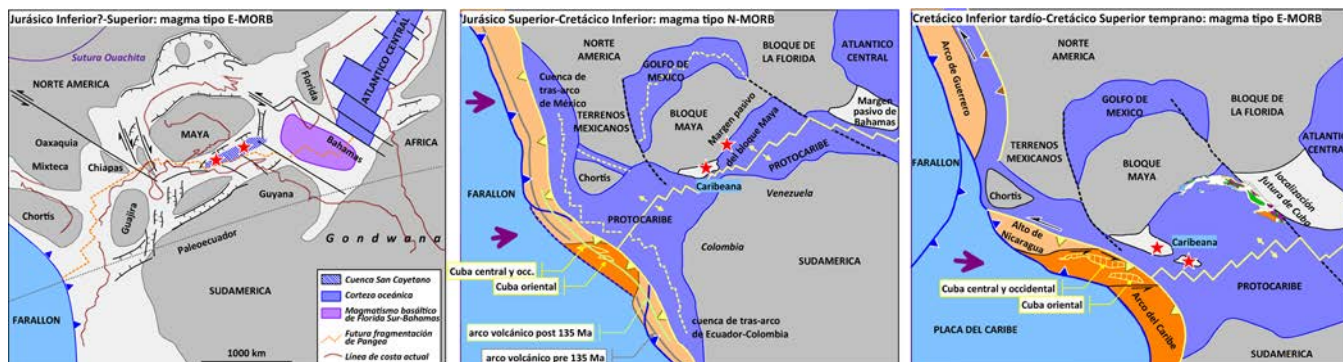 Jurásico Inferior?-Superior: magma tipo E-MORB
Sutura Ouachita
NORTE AMERICA
Florida
ATLANTICO CENTRAL
MAYA
Bahamas
AFRICA
Oaxaquia
Mixteca
Chiapas
Guyana
Guajira
Chortis
Paleoecuador
Gondwana
SUDAMERICA
FARALLON
1000 km
Cuenca San Cayetano
Corteza oceánica
Magmatismo basáltico
de Florida Sur-Bahamas
Futura fragmentación
de Pangea
Línea de costa actual
Jurásico Superior-Cretácico Inferior: magma tipo N-MORB
NORTE
AMERICA
BLOQUE DE
LA FLORIDA
ATLANTICO
CENTRAL
GOLFO DE
MEXICO
Cuenca de
tras-arco
de México
TERRENOS
MEXICANOS
BLOQUE
MAYA
Margen pasivo
del bloque Maya
Margen
pasivo de
Bahamas
Chortis
Caribeana
PROTOCARIBE
Venezuela
FARALLON
PROTOCARIBE
Colombia
SUDAMERICA
Cuba central y occ.
Cuba oriental
arco volcánico post 135 Ma
arco volcánico pre 135 Ma
cuenca de tras-arco
de Ecuador-Colombia
Cretácico Inferior tardío-Cretácico Superior temprano: magma tipo E-MORB
NORTE
AMERICA
Arco de Guerrero
GOLFO DE
MEXICO
BLOQUE DE
LA FLORIDA
ATLANTICO
CENTRAL
TERRENOS
MEXICANOS
FARALLON
BLOQUE
MAYA
localización
futura de Cuba
Chortis
Alto de
Nicaragua
Caribeana
Cuba central y occidental
Cuba oriental
PROTOCARIBE
Arco del Caribe
PLACA DEL CARIBE
SUDAMERICA